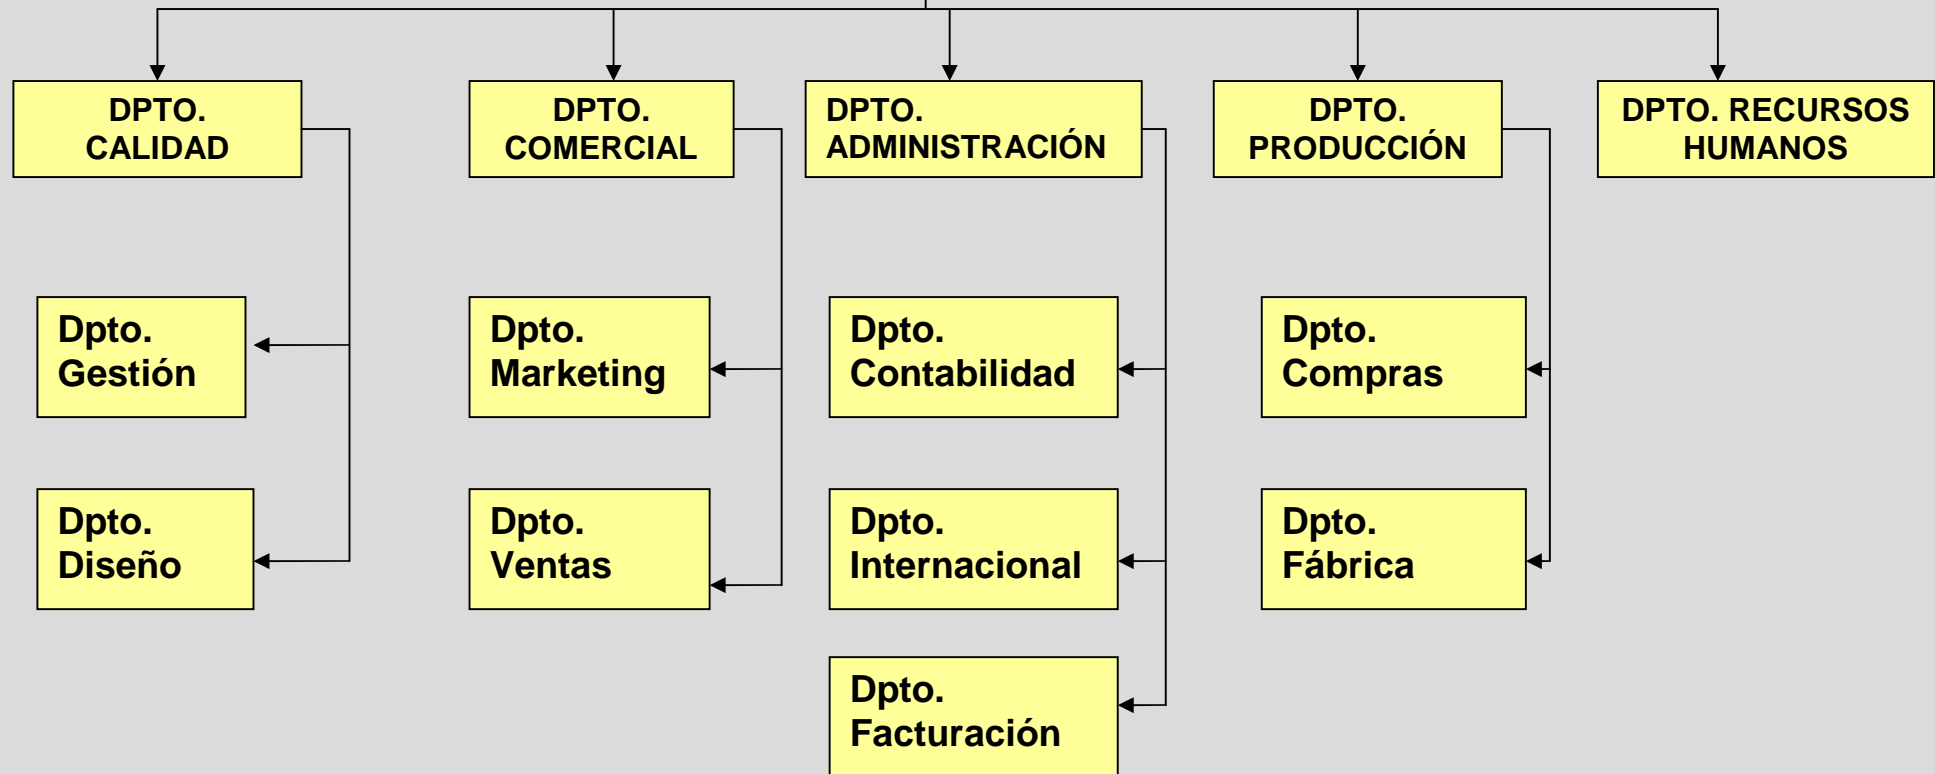 DPTO.
CALIDAD
DPTO.
COMERCIAL
DPTO.
ADMINISTRACIÓN
DPTO.
PRODUCCIÓN
DPTO. RECURSOS
HUMANOS
Dpto.
Gestión
Dpto.
Marketing
Dpto.
Contabilidad
Dpto.
Compras
Dpto.
Diseño
Dpto.
Ventas
Dpto.
Internacional
Dpto.
Fábrica
Dpto.
Facturación